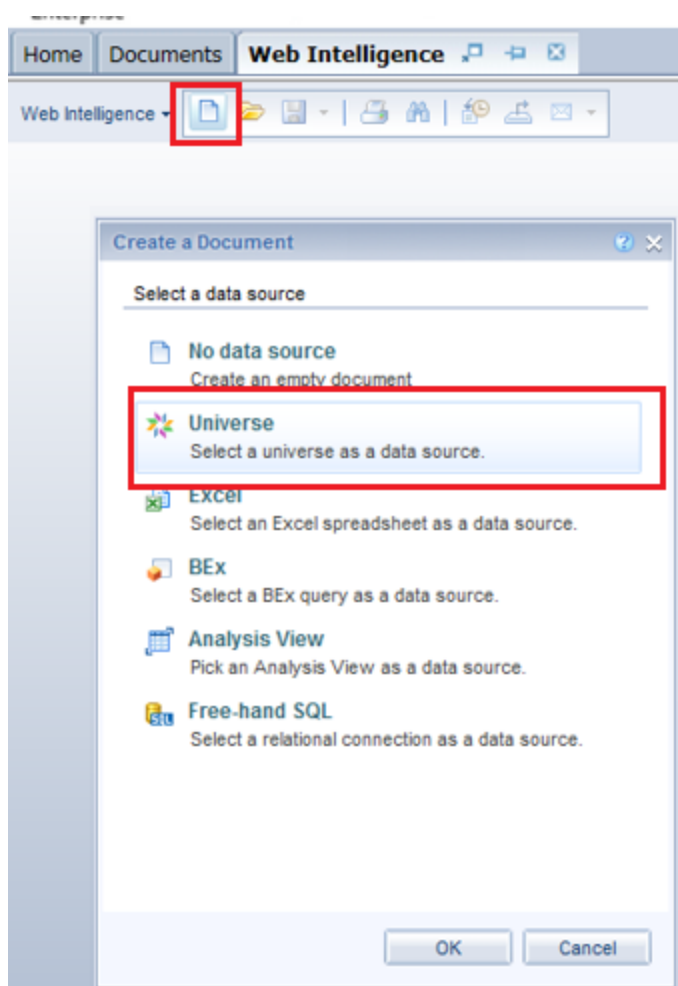 Home Documents Web Intelligence
Web Intelligence
Create a Document
Select a data source
No data source
Create an empty document
Universe
Select a universe as a data source.
Excel
Select an Excel spreadsheet as a data source.
BEx
Select a BEx query as a data source.
Analysis View
Pick an Analysis View as a data source.
Free-hand SQL
Select a relational connection as a data source.
OK Cancel